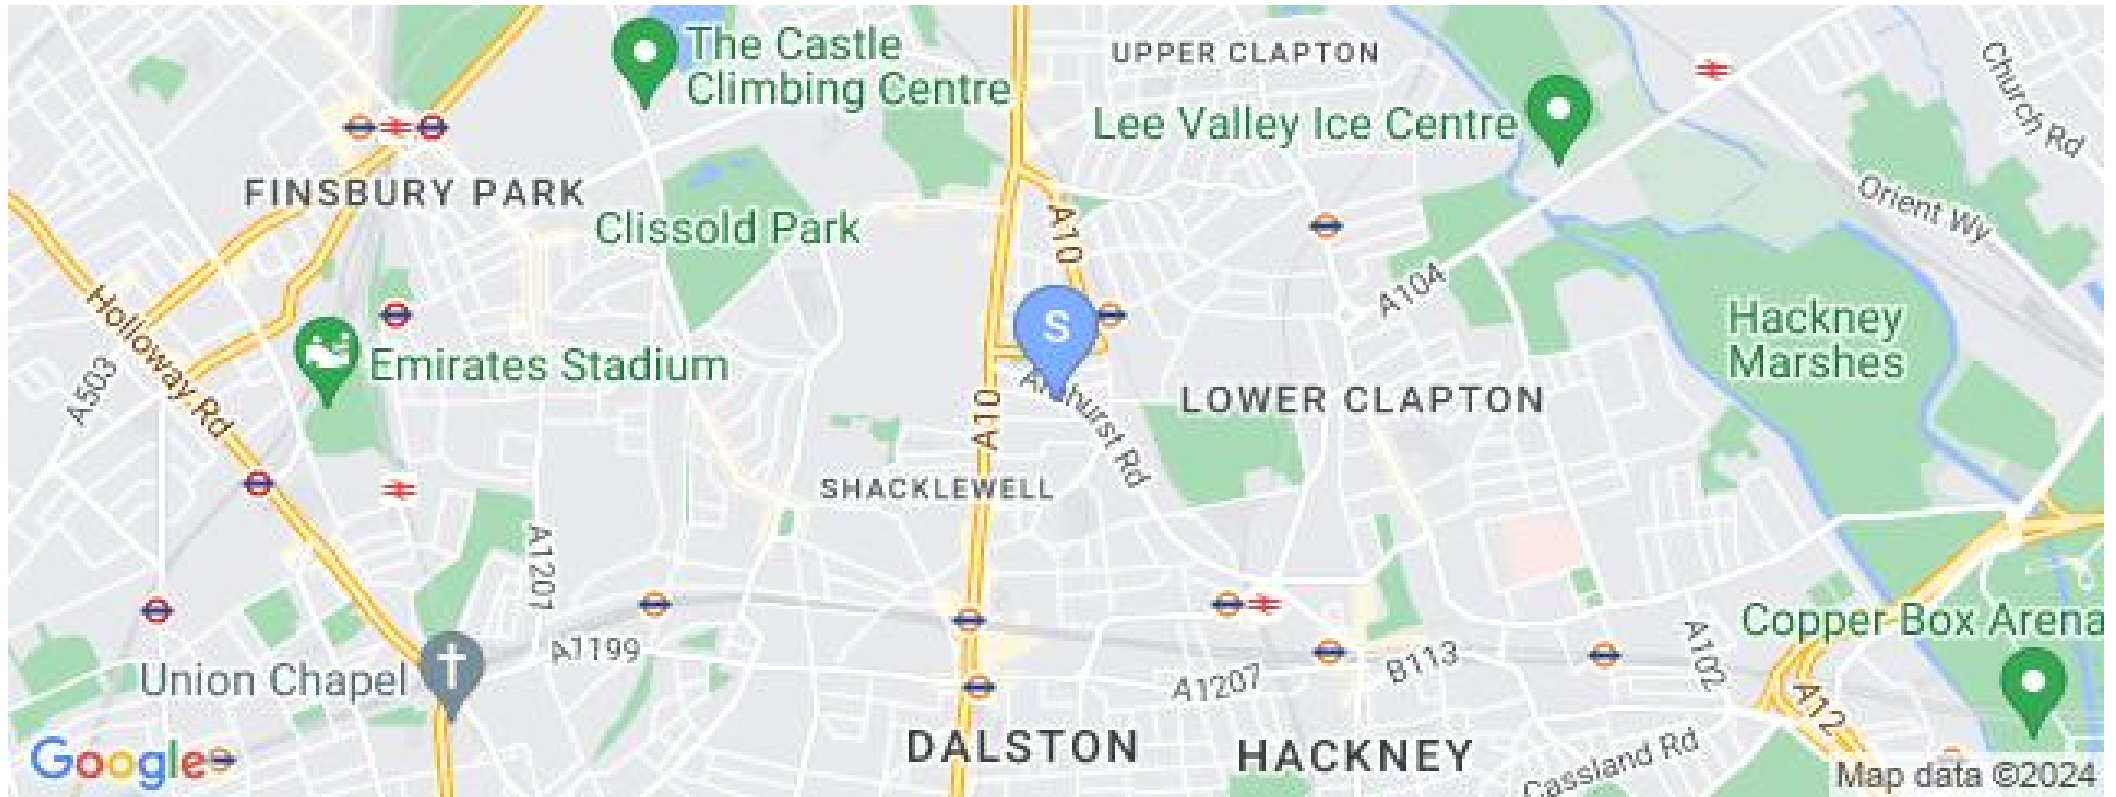 The Castle
Climbing Centre
UPPER CLAPTON
Lee Valley Ice Centre
Church Rd
FINSBURY PARK
Clissold Park
A10
Orient Wy
A104
Holloway Rd
S
Hackney
Marshes
A503
Emirates Stadium
LOWER CLAPTON
A10
SHACKLEWELL
A1201
A1199
Copper Box Arena
A102
Union Chapel
A1207
B113
A12
DALSTON
HACKNEY
Cassland Rd
Google
Map data ©2024